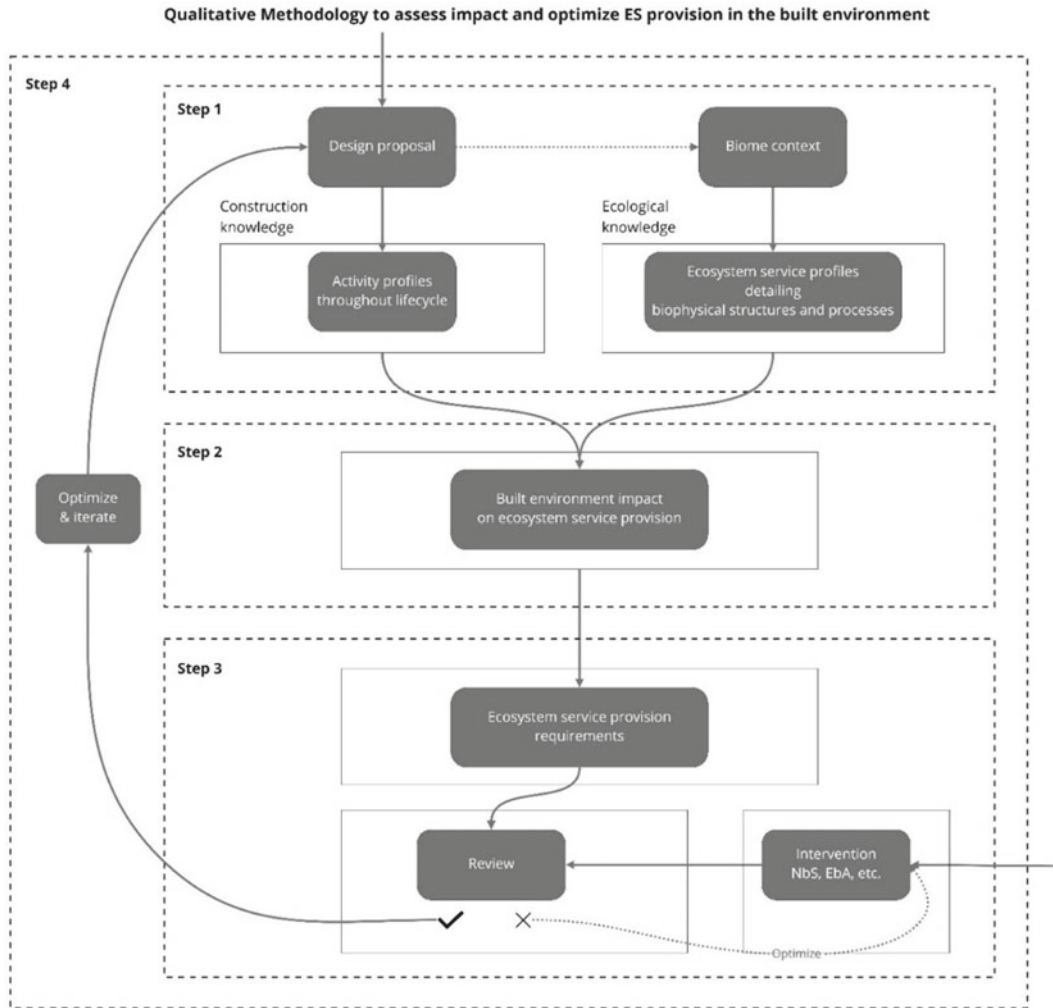 Qualitative Methodology to assess impact and optimize ES provision in the built environment
Step 4
Step 1
Design proposal
Biome context
Construction
knowledge
Ecological
knowledge
Activity profiles
throughout lifecycle
Ecosystem service profiles
detailing
biophysical structures and processes
Step 2
Built environment impact
on ecosystem service provision
Optimize
& iterate
Step 3
Ecosystem service provision
requirements
Review
Intervention
NbS, EbA, etc.
Optimize